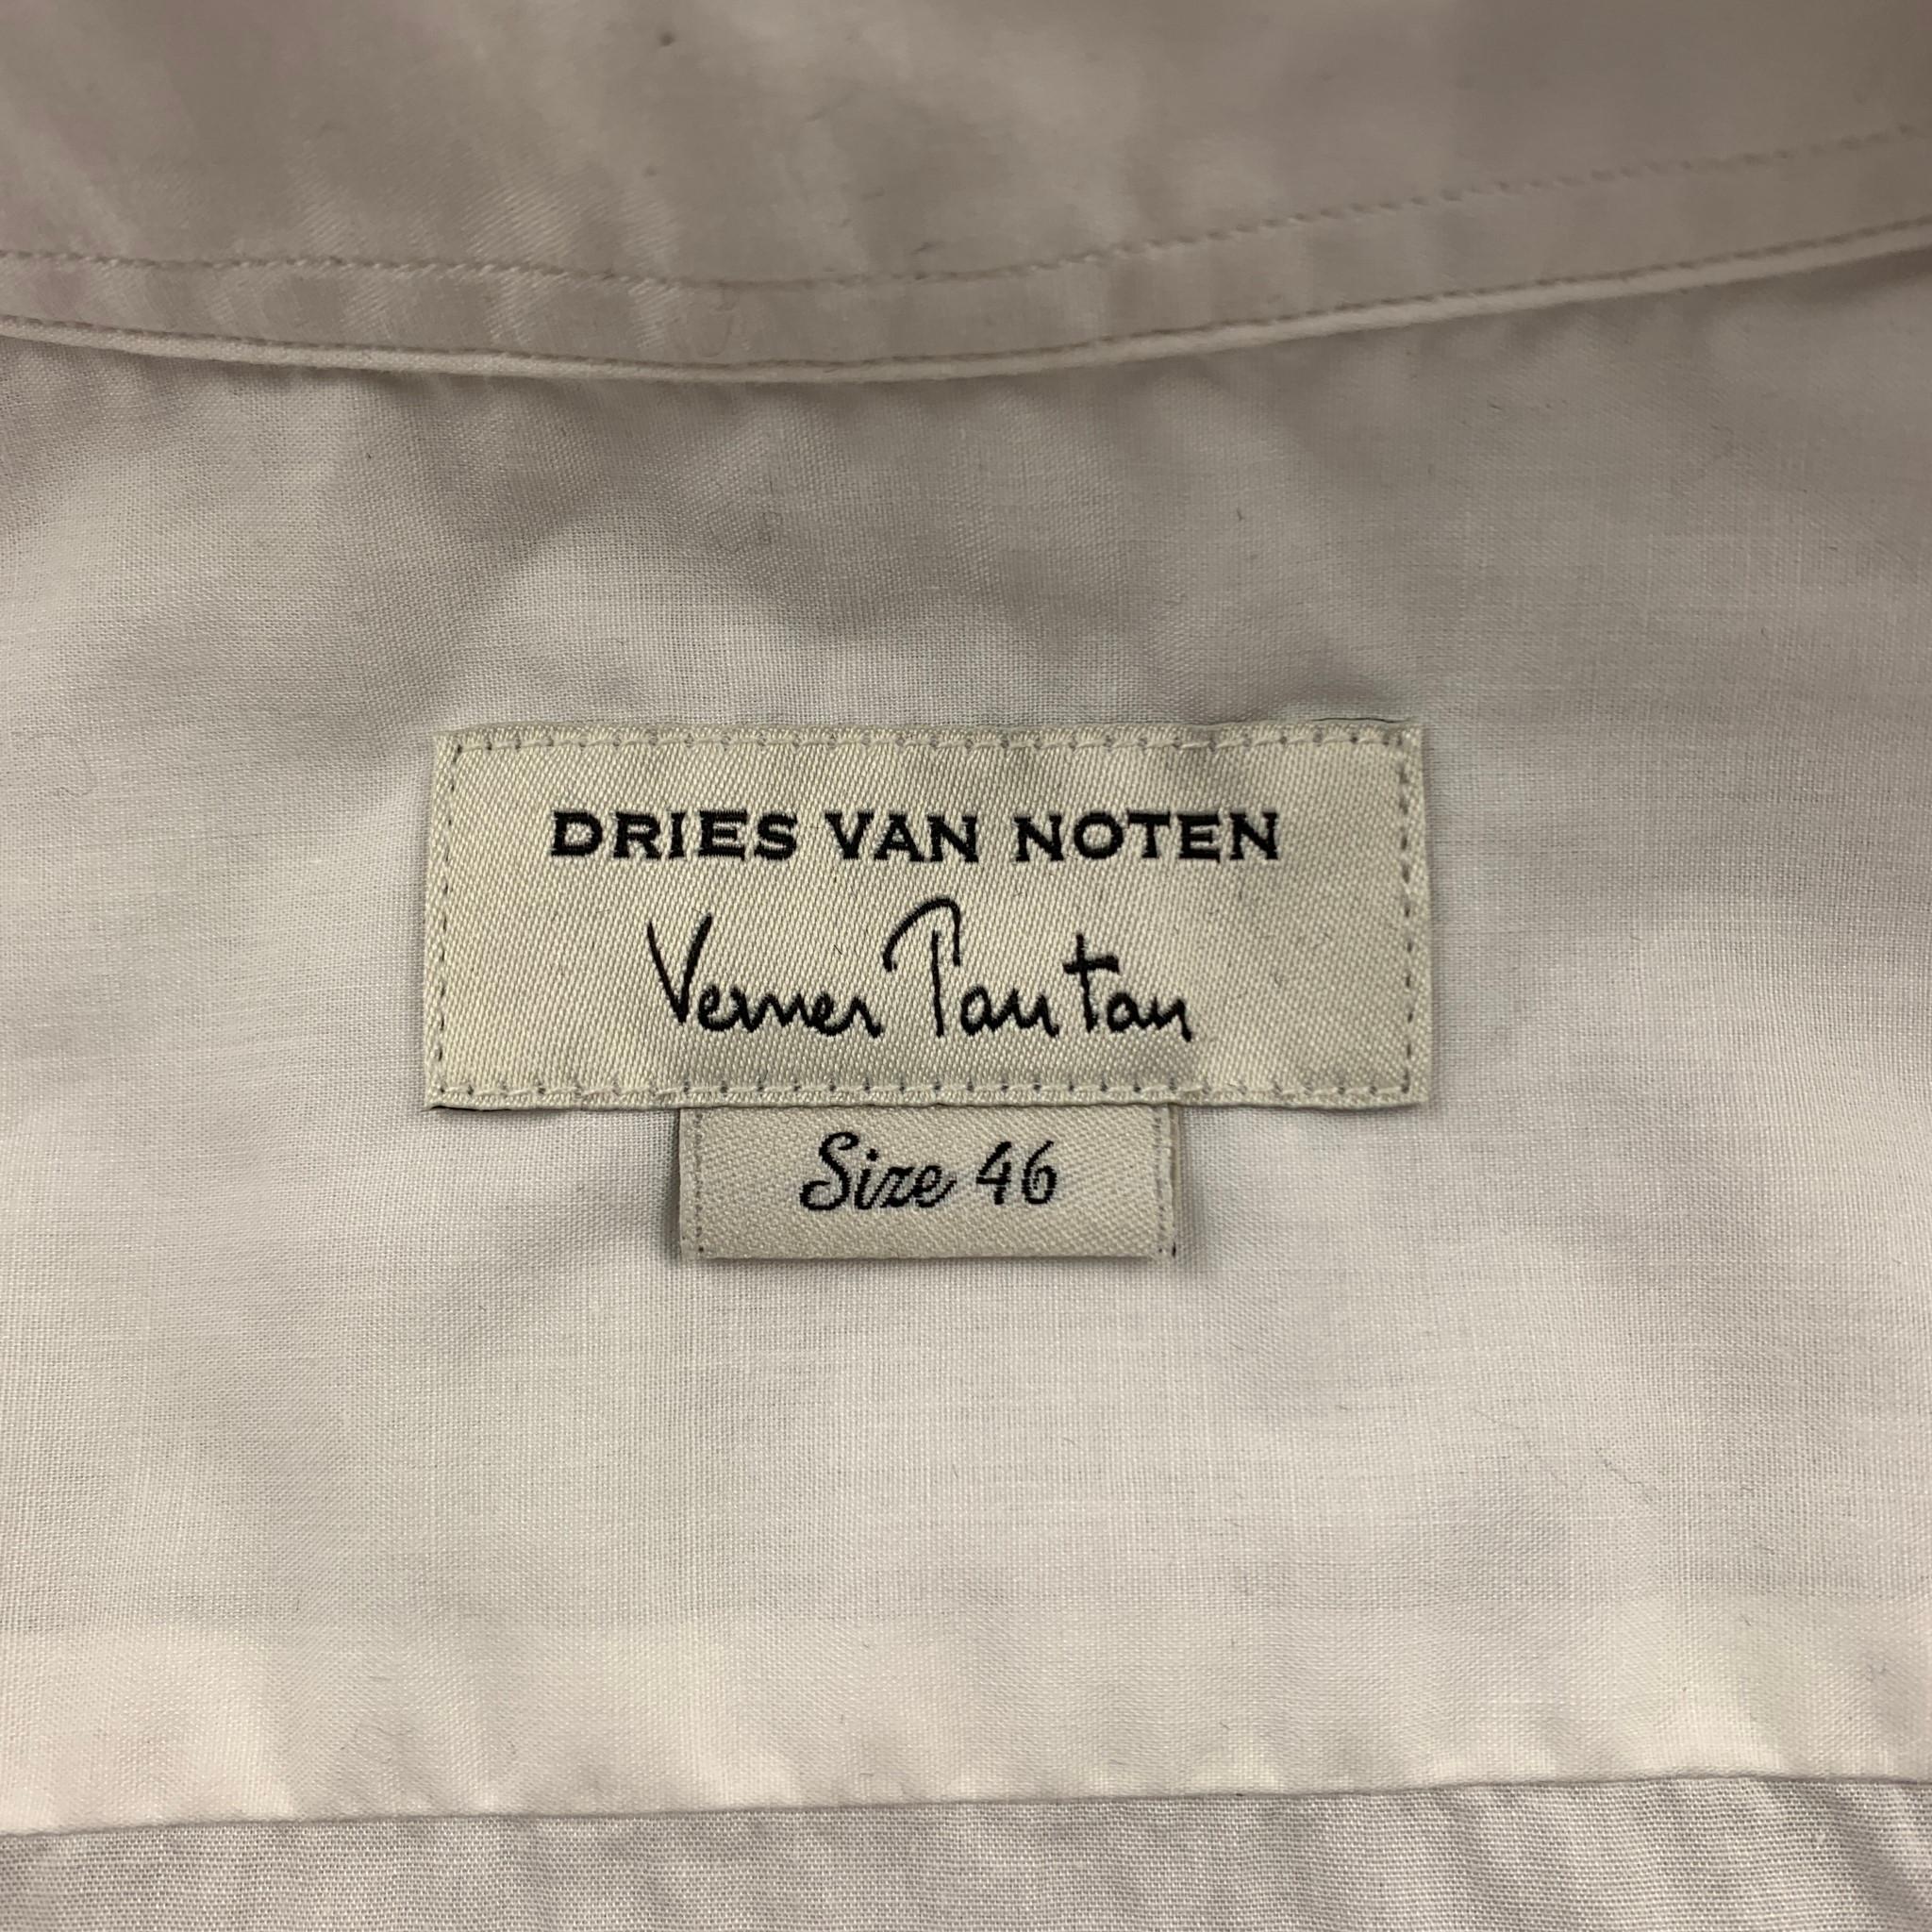 DRIES VAN NOTEN
Verner Panton
Size 46